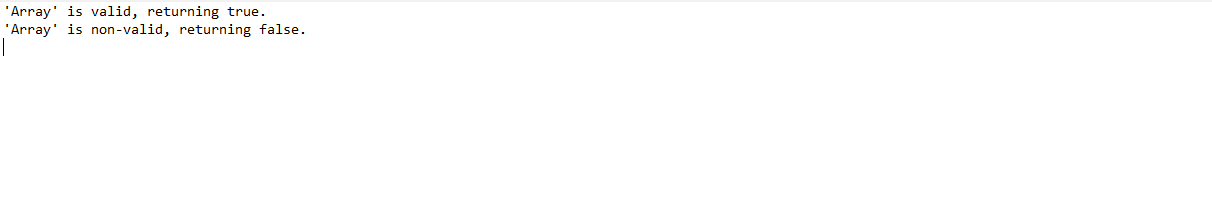 'Array' is valid, returning true.
'Array' is non-valid, returning false.